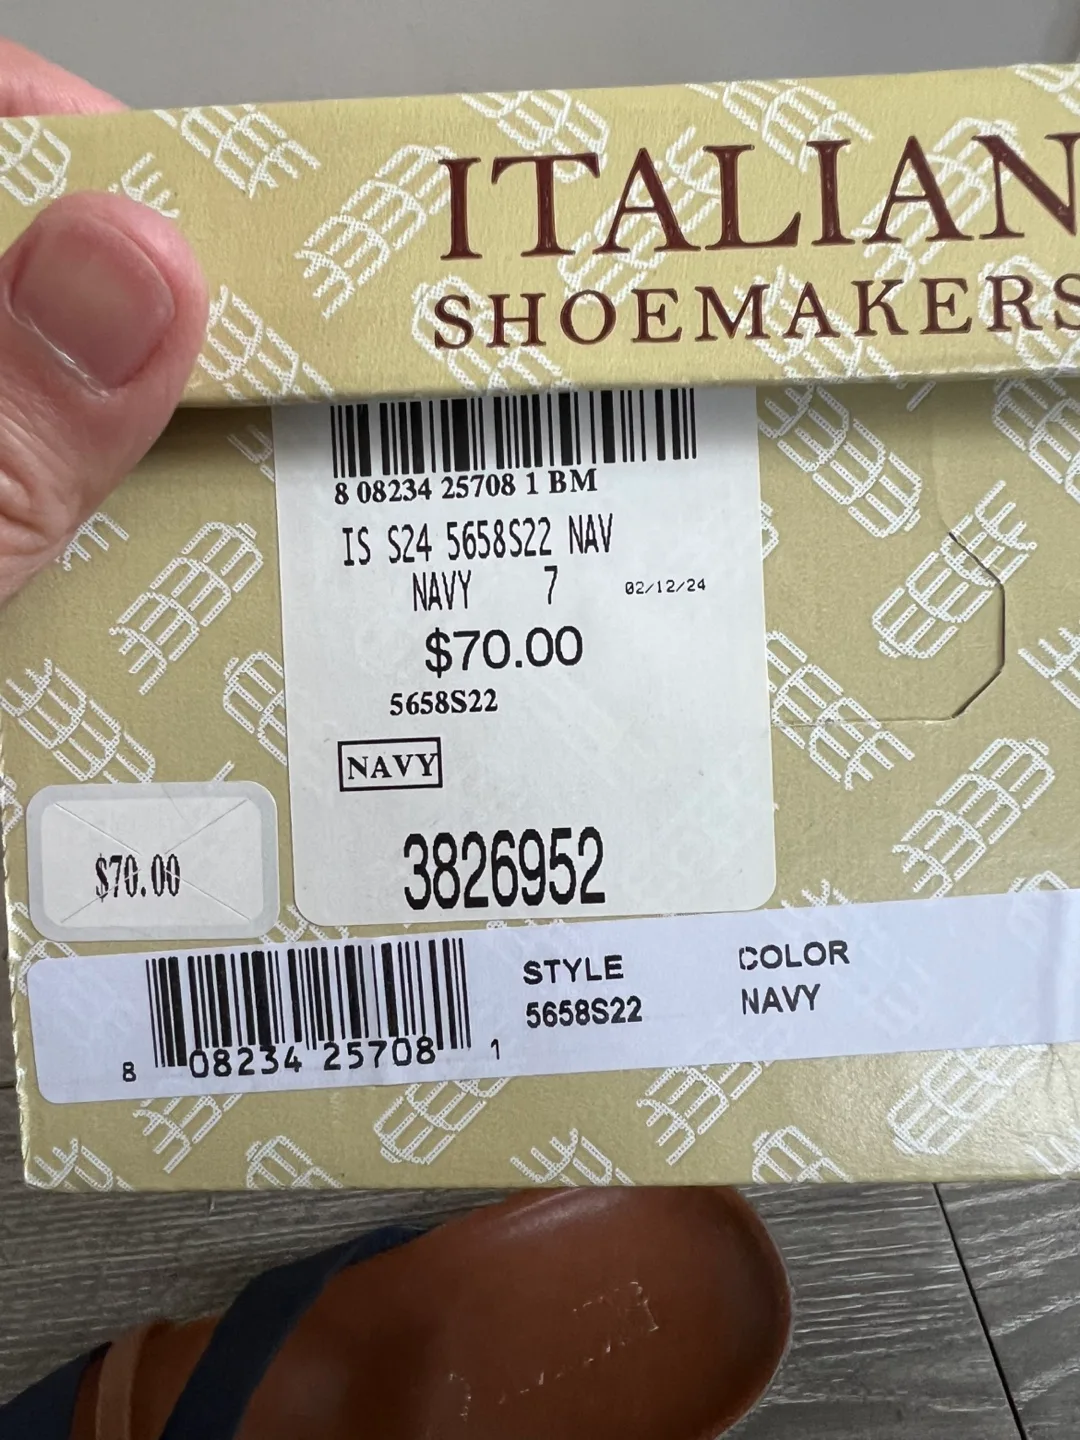 ITALIAN
SHOEMAKERS
8 08234 25708 1 BM
IS S24 5658S22 NAV
NAVY 7 02/12/24
$70.00
5658S22
NAVY
3826952
$70.00
STYLE COLOR
5658S22 NAVY
8 08234 25708 1